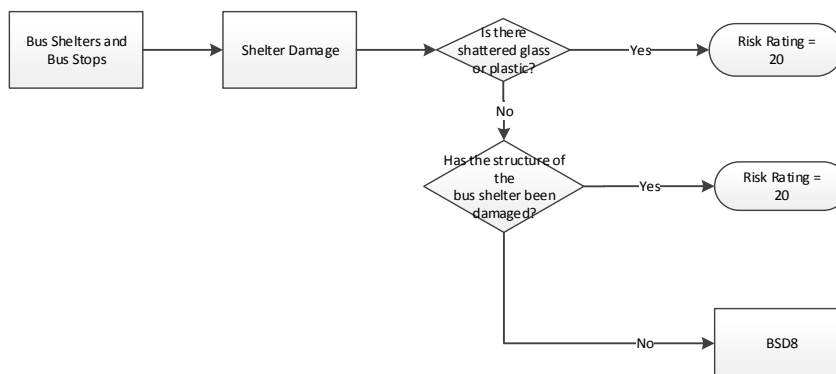 Bus Shelters and
Bus Stops
Shelter Damage
Is there
shattered glass
or plastic?
Yes
Risk Rating =
20
No
Has the structure of
the
bus shelter been
damaged?
Yes
Risk Rating =
20
No
BSD8